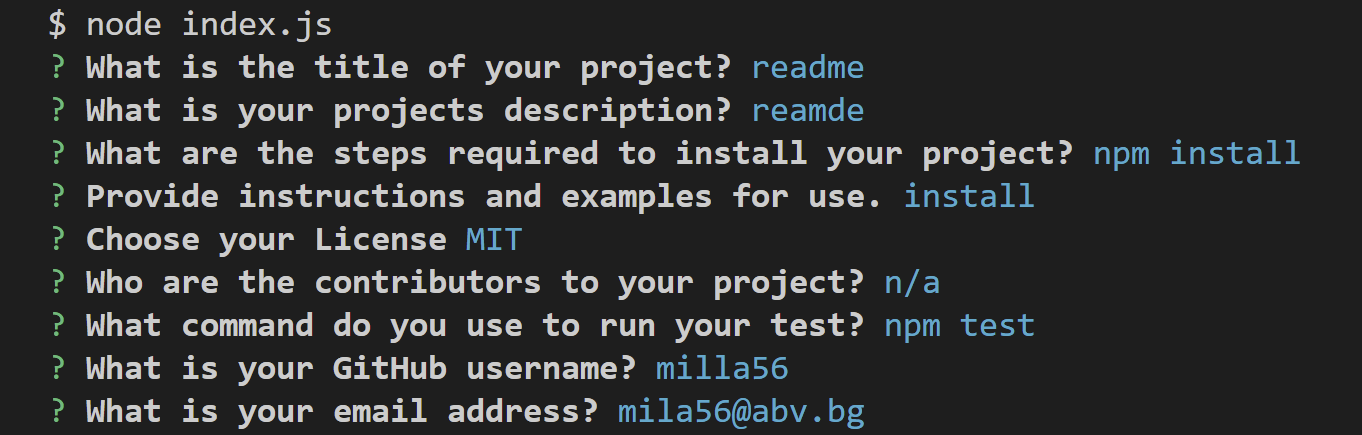 $ node index.js
? What is the title of your project? readme
? What is your projects description? reamde
? What are the steps required to install your project? npm install
? Provide instructions and examples for use. install
? Choose your License MIT
? Who are the contributors to your project? n/a
? What command do you use to run your test? npm test
? What is your GitHub username? milla56
? What is your email address? mila56@abv.bg